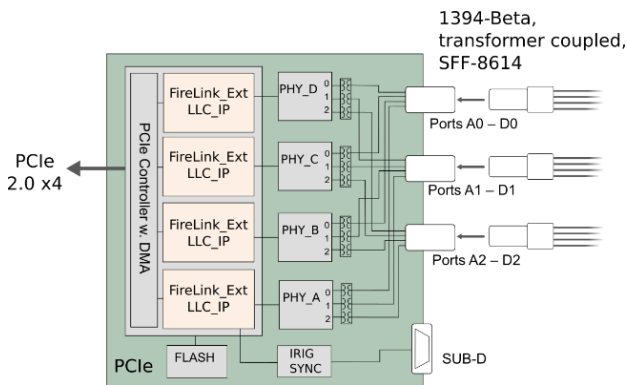 1394-Beta,
transformer coupled,
SFF-8614
FireLink_Ext
LLC_IP
PHY_D
0
1
2
Ports A0 – D0
PCIe Controller w. DMA
FireLink_Ext
LLC_IP
PHY_C
0
1
2
Ports A1 – D1
PCIe
2.0 x4
FireLink_Ext
LLC_IP
PHY_B
0
1
2
Ports A2 – D2
FireLink_Ext
LLC_IP
PHY_A
0
1
2
PCIe
FLASH
IRIG
SYNC
SUB-D